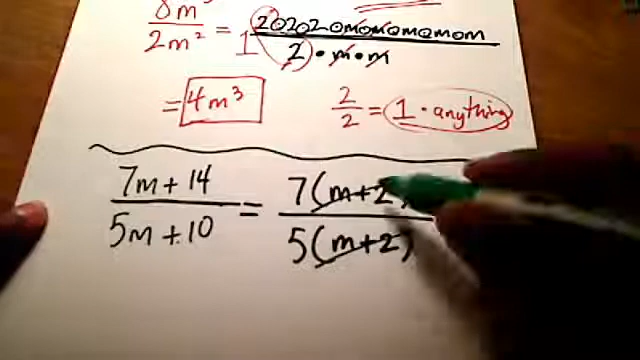 8m
2m² = 2∘2∘2∘m∘m∘m∘m∘m / 2 · m · m
1
= 4m³
2/2 = 1 · anything
7m + 14 / 5m + 10 = 7(m+2) / 5(m+2)